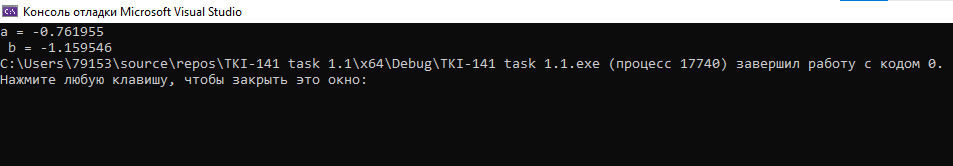 Консоль отладки Microsoft Visual Studio
a = -0.761955
 b = -1.159546
C:\Users\79153\source\repos\TKI-141 task 1.1\x64\Debug\TKI-141 task 1.1.exe (процесс 17740) завершил работу с кодом 0.
Нажмите любую клавишу, чтобы закрыть это окно: